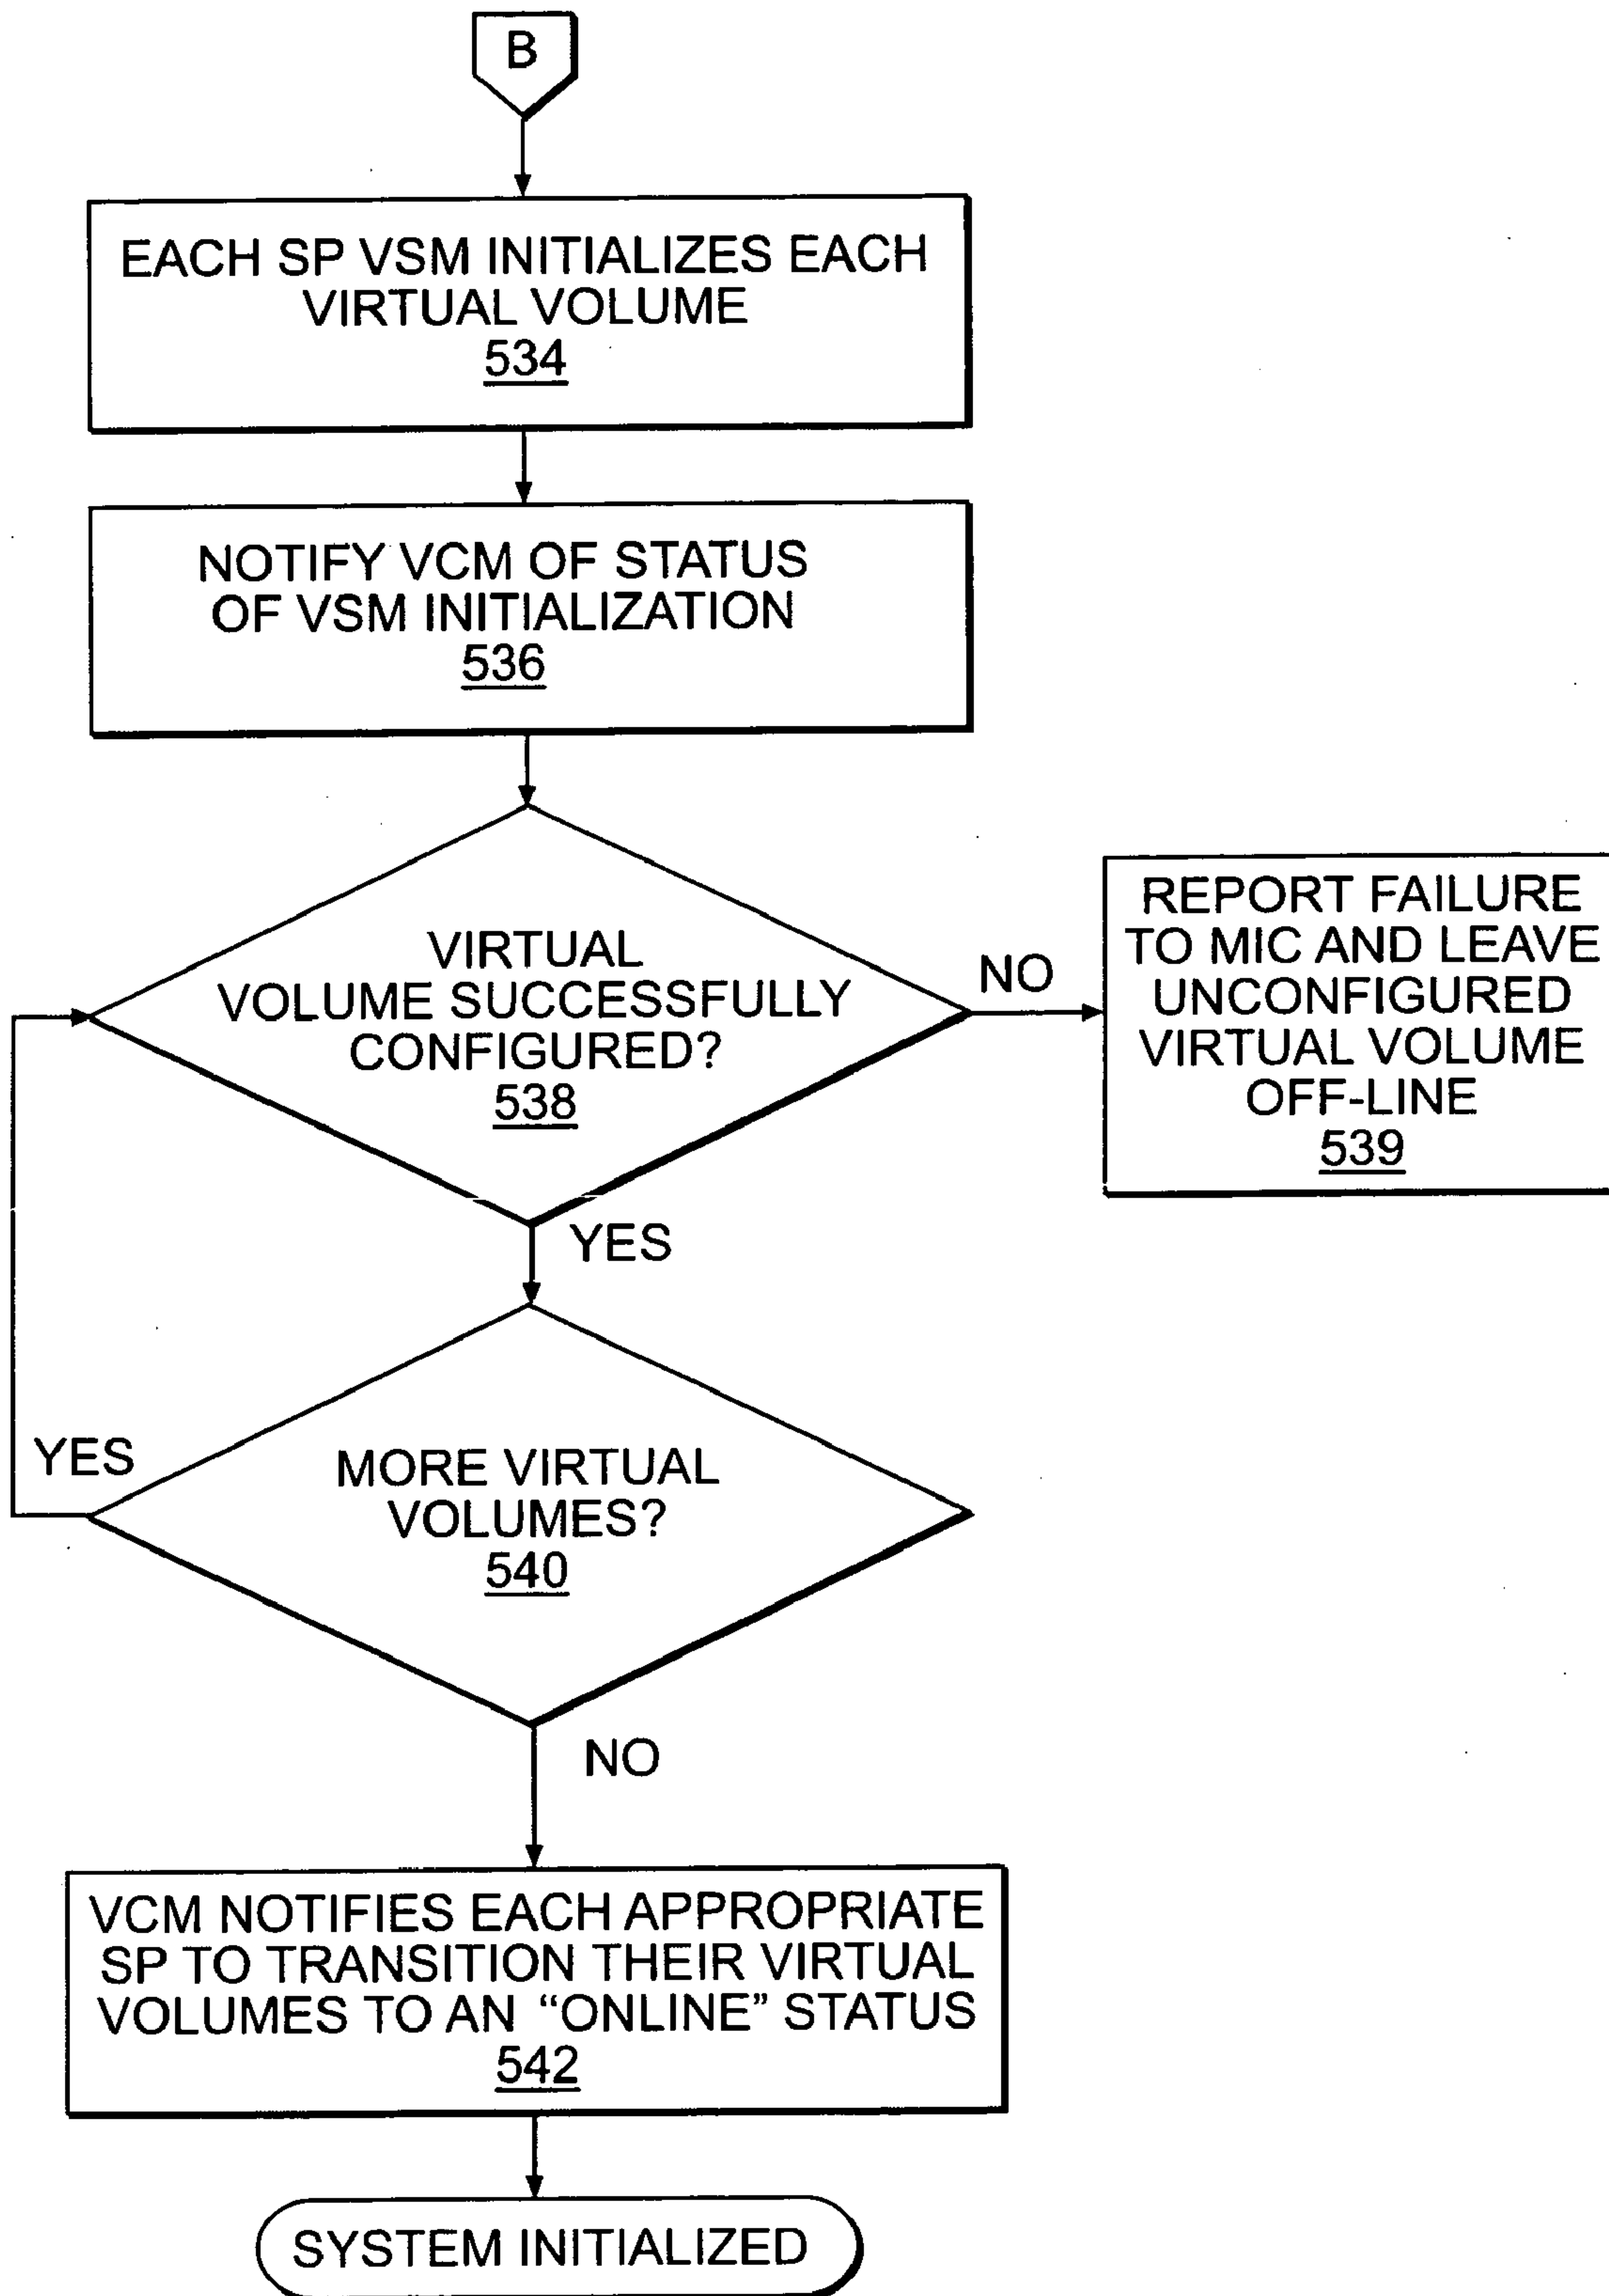 B
EACH SP VSM INITIALIZES EACH
VIRTUAL VOLUME
534
NOTIFY VCM OF STATUS
OF VSM INITIALIZATION
536
VIRTUAL
VOLUME SUCCESSFULLY
CONFIGURED?
538
NO
REPORT FAILURE
TO MIC AND LEAVE
UNCONFIGURED
VIRTUAL VOLUME
OFF-LINE
539
YES
MORE VIRTUAL
VOLUMES?
540
YES
NO
VCM NOTIFIES EACH APPROPRIATE
SP TO TRANSITION THEIR VIRTUAL
VOLUMES TO AN “ONLINE” STATUS
542
SYSTEM INITIALIZED